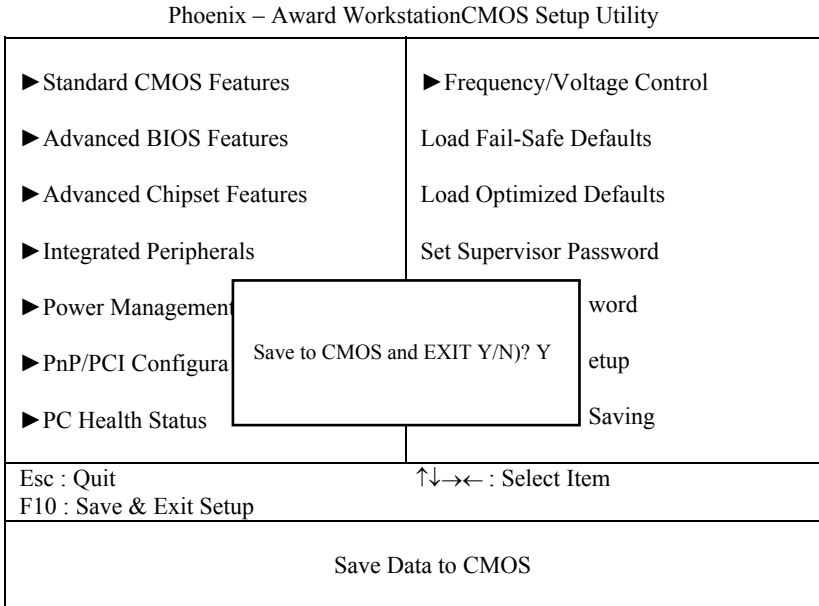 Phoenix – Award WorkstationCMOS Setup Utility
►Standard CMOS Features
►Advanced BIOS Features
►Advanced Chipset Features
►Integrated Peripherals
►Power Management
►PnP/PCI Configura
►PC Health Status
►Frequency/Voltage Control
Load Fail-Safe Defaults
Load Optimized Defaults
Set Supervisor Password
word
etup
Saving
Save to CMOS and EXIT Y/N)? Y
Esc : Quit
F10 : Save & Exit Setup
↑↓→← : Select Item
Save Data to CMOS